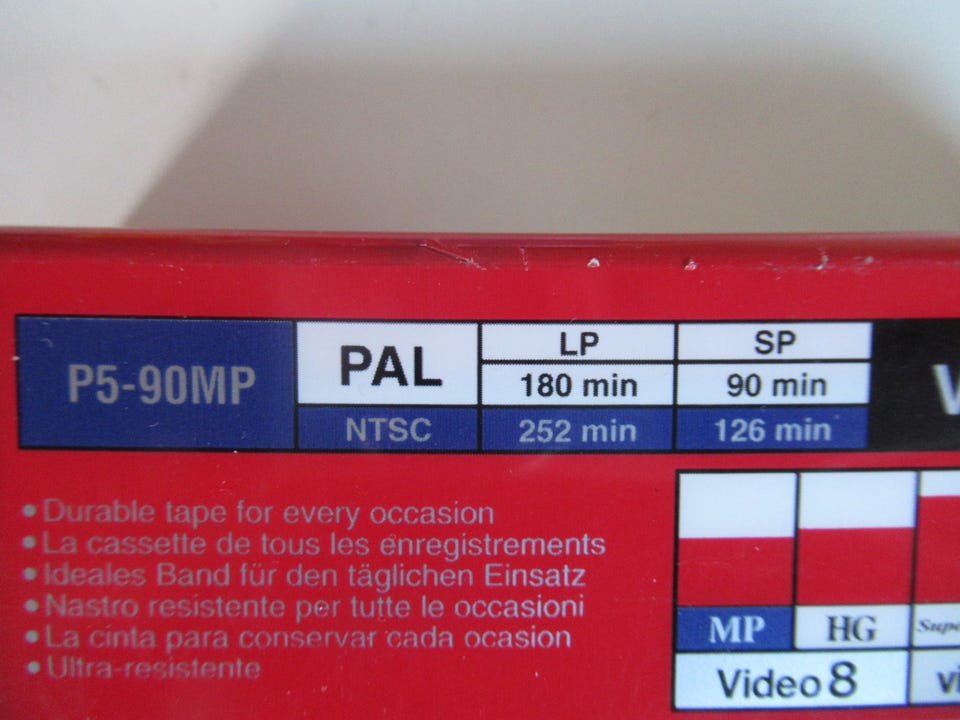 P5-90MP
PAL LP SP
180 min 90 min
NTSC 252 min 126 min
• Durable tape for every occasion
• La cassette de tous les enregistrements
• Ideales Band für den täglichen Einsatz
• Nastro resistente per tutte le occasioni
• La cinta para conservar cada ocasion
• Ultra-resistente
MP HG
Video 8